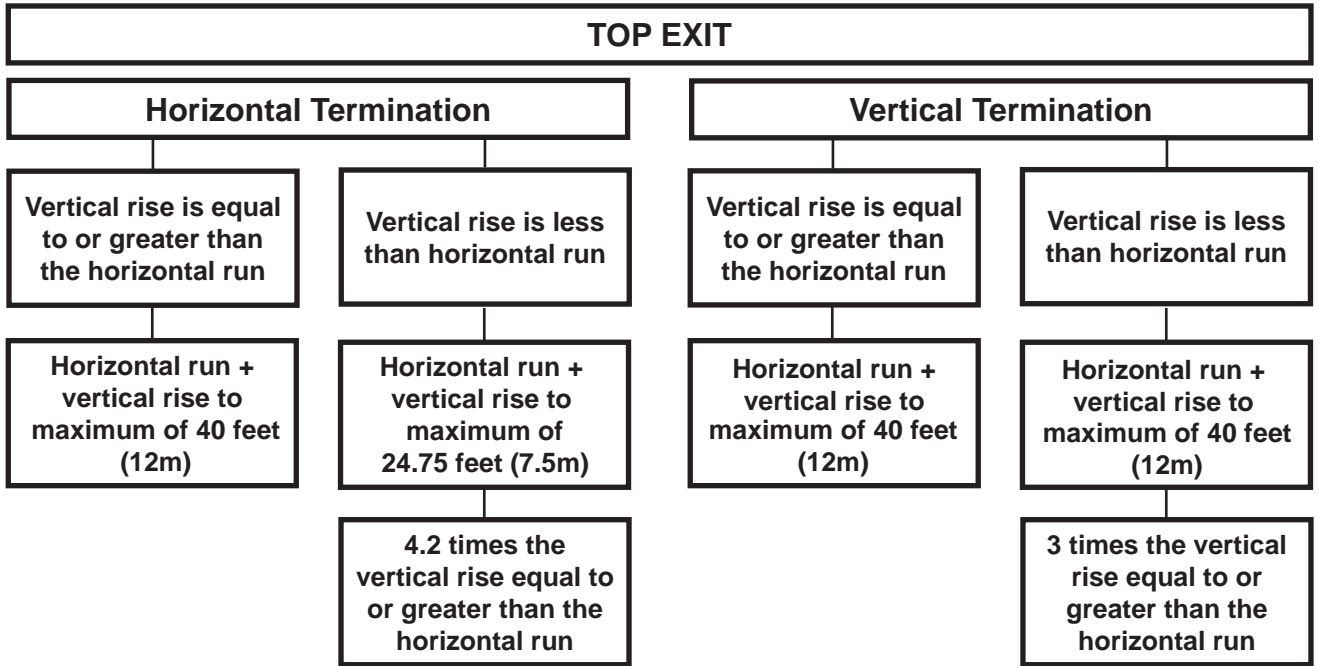 TOP EXIT
Horizontal Termination
Vertical Termination
Vertical rise is equal
to or greater than
the horizontal run
Vertical rise is less
than horizontal run
Vertical rise is equal
to or greater than
the horizontal run
Vertical rise is less
than horizontal run
Horizontal run +
vertical rise to
maximum of 40 feet
(12m)
Horizontal run +
vertical rise to
maximum of
24.75 feet (7.5m)
Horizontal run +
vertical rise to
maximum of 40 feet
(12m)
Horizontal run +
vertical rise to
maximum of 40 feet
(12m)
4.2 times the
vertical rise equal to
or greater than the
horizontal run
3 times the vertical
rise equal to or
greater than the
horizontal run